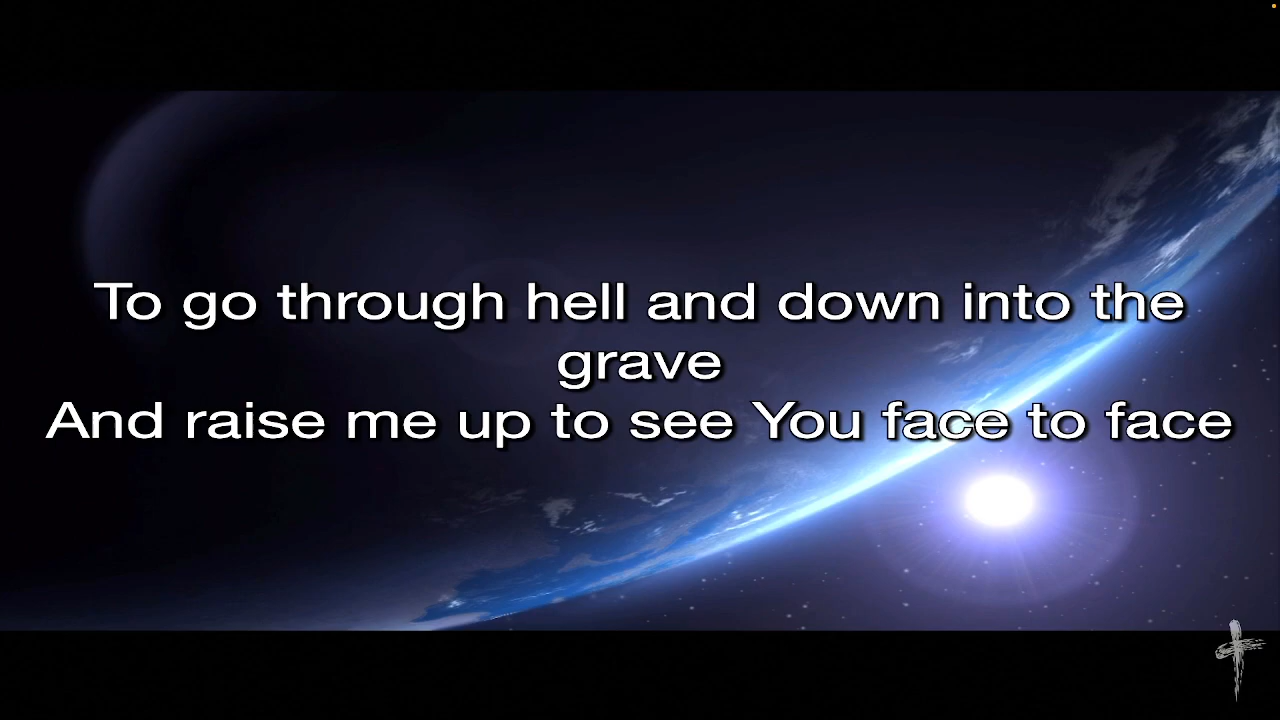 To go through hell and down into the
grave
And raise me up to see You face to face